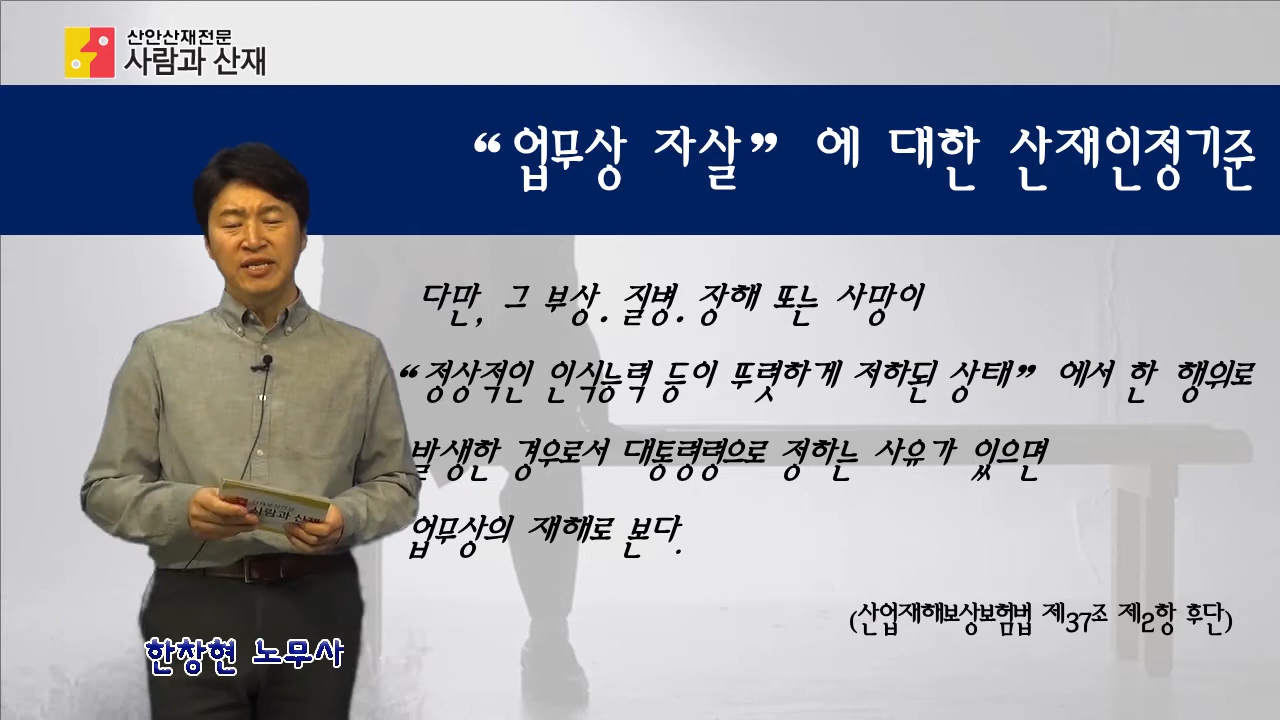 산안산재전문
사람과 산재
“업무상 자살” 에 대한 산재인정기준
다만, 그 부상. 질병. 장해 또는 사망이
“정상적인 인식능력 등이 뚜렷하게 저하된 상태” 에서 한 행위로
발생한 경우로서 대통령령으로 정하는 사유가 있으면
업무상의 재해로 본다.
(산업재해보상보험법 제37조 제2항 후단)
사람과 산재
한창현 노무사